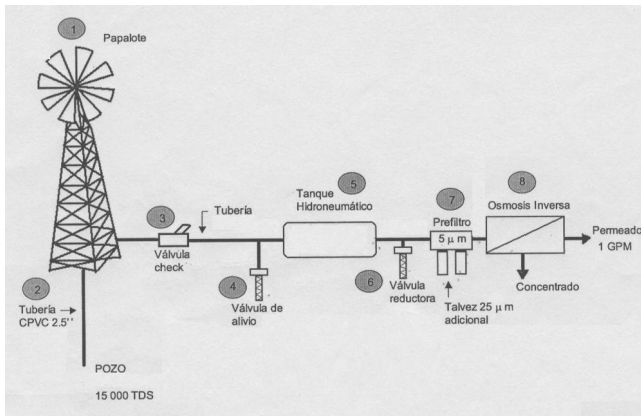 1
Papalote
2
Tubería
CPVC 2.5''
POZO
15 000 TDS
3
Válvula
check
Tubería
4
Válvula de
alivio
5
Tanque
Hidroneumático
6
Válvula
reductora
7
Prefiltro
5 μ m
Talvez 25 μ m
adicional
8
Osmosis Inversa
Permeado
1 GPM
Concentrado